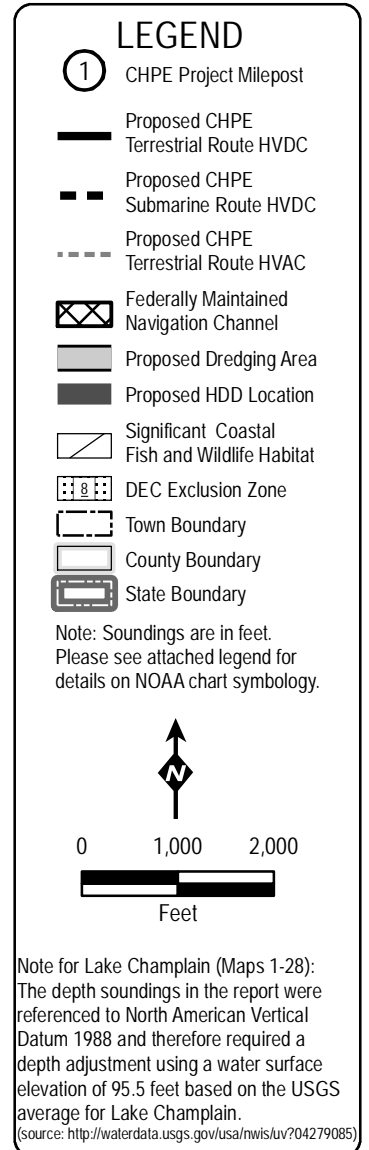 LEGEND
1 CHPE Project Milepost
Proposed CHPE
Terrestrial Route HVDC
Proposed CHPE
Submarine Route HVDC
Proposed CHPE
Terrestrial Route HVAC
Federally Maintained
Navigation Channel
Proposed Dredging Area
Proposed HDD Location
Significant Coastal
Fish and Wildlife Habitat
8 DEC Exclusion Zone
Town Boundary
County Boundary
State Boundary
Note: Soundings are in feet.
Please see attached legend for
details on NOAA chart symbology.
N
0 1,000 2,000
Feet
Note for Lake Champlain (Maps 1-28):
The depth soundings in the report were
referenced to North American Vertical
Datum 1988 and therefore required a
depth adjustment using a water surface
elevation of 95.5 feet based on the USGS
average for Lake Champlain.
(source: http://waterdata.usgs.gov/usa/nwis/uv?04279085)